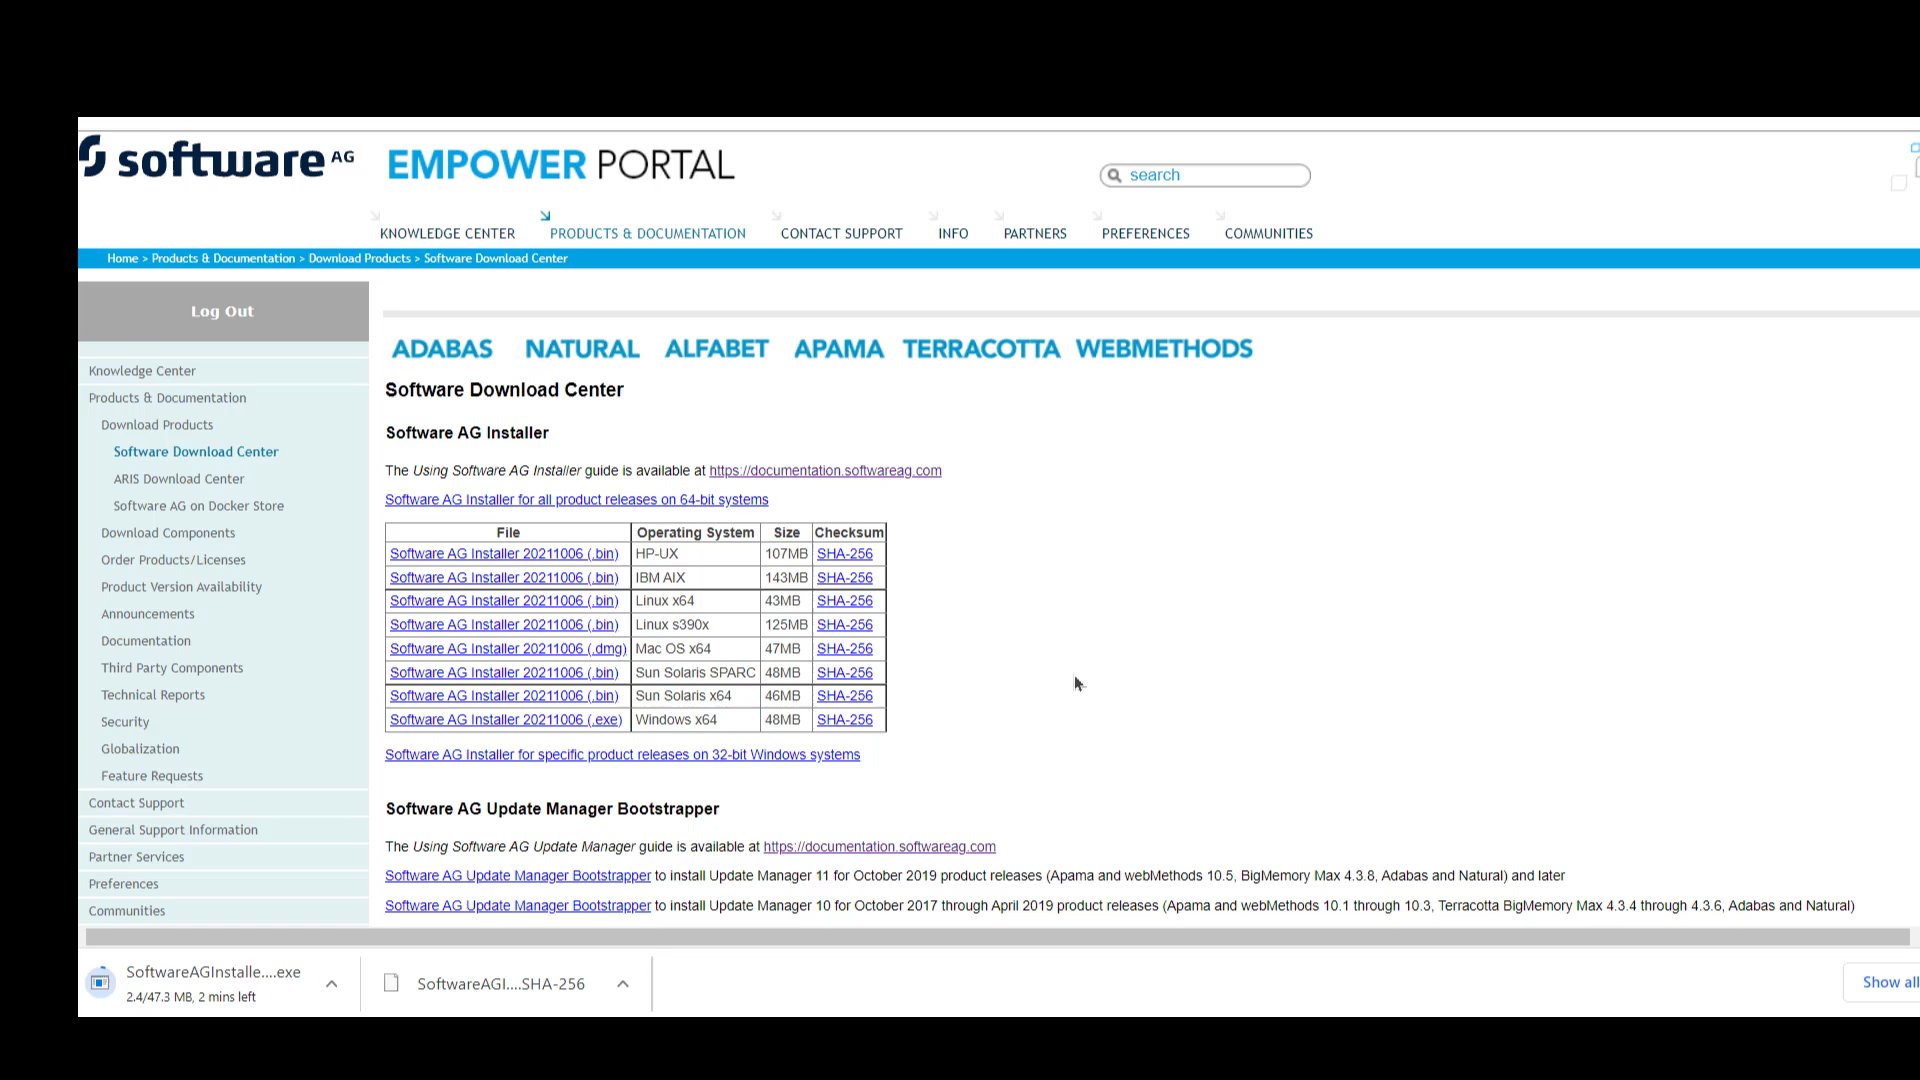 software AG
EMPOWER PORTAL
search
KNOWLEDGE CENTER PRODUCTS & DOCUMENTATION CONTACT SUPPORT INFO PARTNERS PREFERENCES COMMUNITIES
Home > Products & Documentation > Download Products > Software Download Center
Log Out
Knowledge Center
Products & Documentation
Download Products
Software Download Center
ARIS Download Center
Software AG on Docker Store
Download Components
Order Products/Licenses
Product Version Availability
Announcements
Documentation
Third Party Components
Technical Reports
Security
Globalization
Feature Requests
Contact Support
General Support Information
Partner Services
Preferences
Communities
ADABAS NATURAL ALFABET APAMA TERRACOTTA WEBMETHODS
Software Download Center
Software AG Installer
The Using Software AG Installer guide is available at https://documentation.softwareag.com
Software AG Installer for all product releases on 64-bit systems
File Operating System Size Checksum
Software AG Installer 20211006 (.bin) HP-UX 107MB SHA-256
Software AG Installer 20211006 (.bin) IBM AIX 143MB SHA-256
Software AG Installer 20211006 (.bin) Linux x64 43MB SHA-256
Software AG Installer 20211006 (.bin) Linux s390x 125MB SHA-256
Software AG Installer 20211006 (.dmg) Mac OS x64 47MB SHA-256
Software AG Installer 20211006 (.bin) Sun Solaris SPARC 48MB SHA-256
Software AG Installer 20211006 (.bin) Sun Solaris x64 46MB SHA-256
Software AG Installer 20211006 (.exe) Windows x64 48MB SHA-256
Software AG Installer for specific product releases on 32-bit Windows systems
Software AG Update Manager Bootstrapper
The Using Software AG Update Manager guide is available at https://documentation.softwareag.com
Software AG Update Manager Bootstrapper to install Update Manager 11 for October 2019 product releases (Apama and webMethods 10.5, BigMemory Max 4.3.8, Adabas and Natural) and later
Software AG Update Manager Bootstrapper to install Update Manager 10 for October 2017 through April 2019 product releases (Apama and webMethods 10.1 through 10.3, Terracotta BigMemory Max 4.3.4 through 4.3.6, Adabas and Natural)
SoftwareAGInstalle....exe
2.4/47.3 MB, 2 mins left
SoftwareAGI....SHA-256
Show all